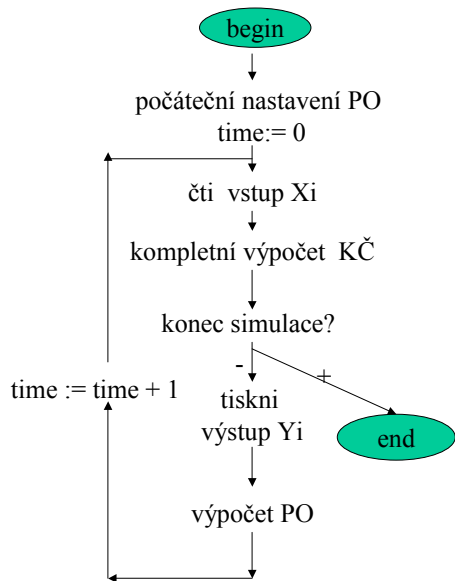 begin
počáteční nastavení PO
time:= 0
čti vstup Xi
kompletní výpočet KČ
konec simulace?
- +
time := time + 1
tiskni
výstup Yi
end
výpočet PO